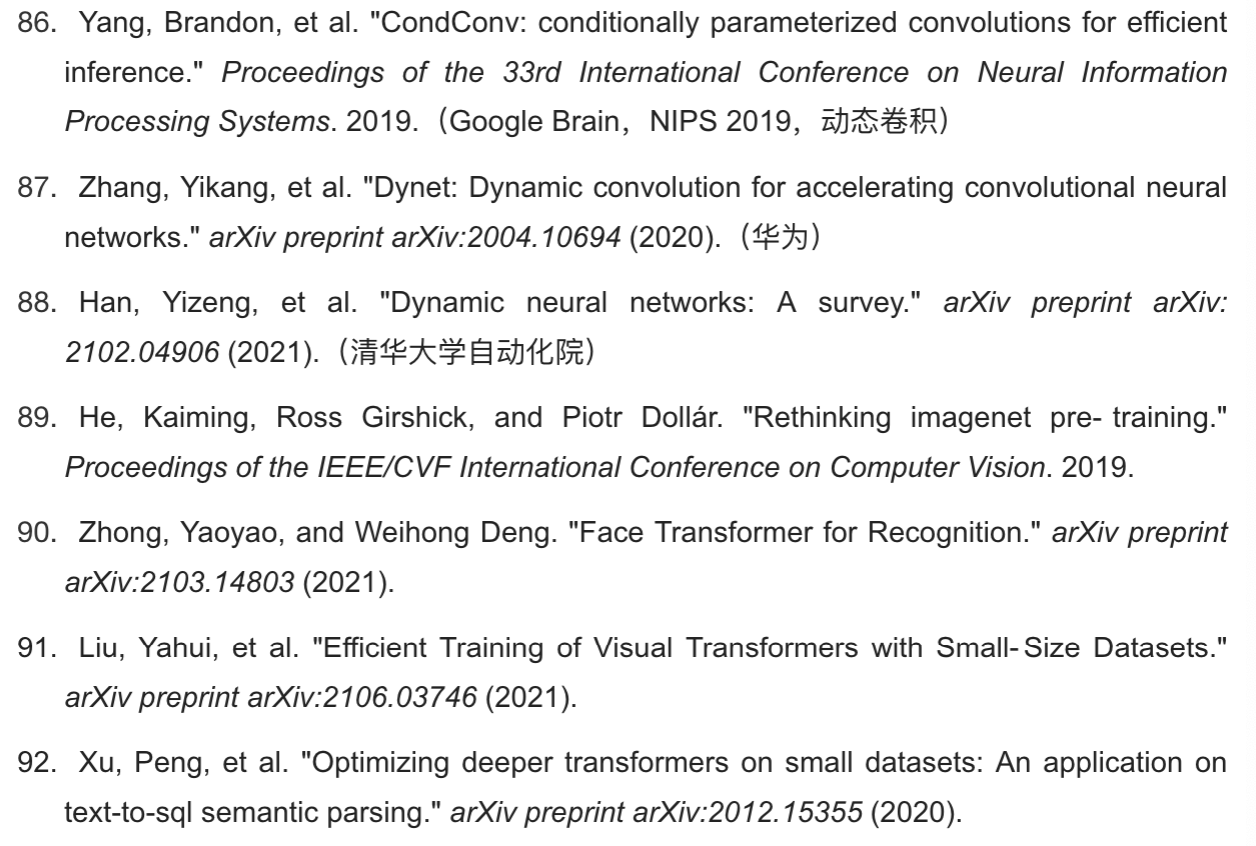 86. Yang, Brandon, et al. "CondConv: conditionally parameterized convolutions for efficient
inference." Proceedings of the 33rd International Conference on Neural Information
Processing Systems. 2019.（Google Brain，NIPS 2019，动态卷积）
87. Zhang, Yikang, et al. "Dynet: Dynamic convolution for accelerating convolutional neural
networks." arXiv preprint arXiv:2004.10694 (2020).（华为）
88. Han, Yizeng, et al. "Dynamic neural networks: A survey." arXiv preprint arXiv:
2102.04906 (2021).（清华大学自动化院）
89. He, Kaiming, Ross Girshick, and Piotr Dollár. "Rethinking imagenet pre- training."
Proceedings of the IEEE/CVF International Conference on Computer Vision. 2019.
90. Zhong, Yaoyao, and Weihong Deng. "Face Transformer for Recognition." arXiv preprint
arXiv:2103.14803 (2021).
91. Liu, Yahui, et al. "Efficient Training of Visual Transformers with Small- Size Datasets."
arXiv preprint arXiv:2106.03746 (2021).
92. Xu, Peng, et al. "Optimizing deeper transformers on small datasets: An application on
text-to-sql semantic parsing." arXiv preprint arXiv:2012.15355 (2020).